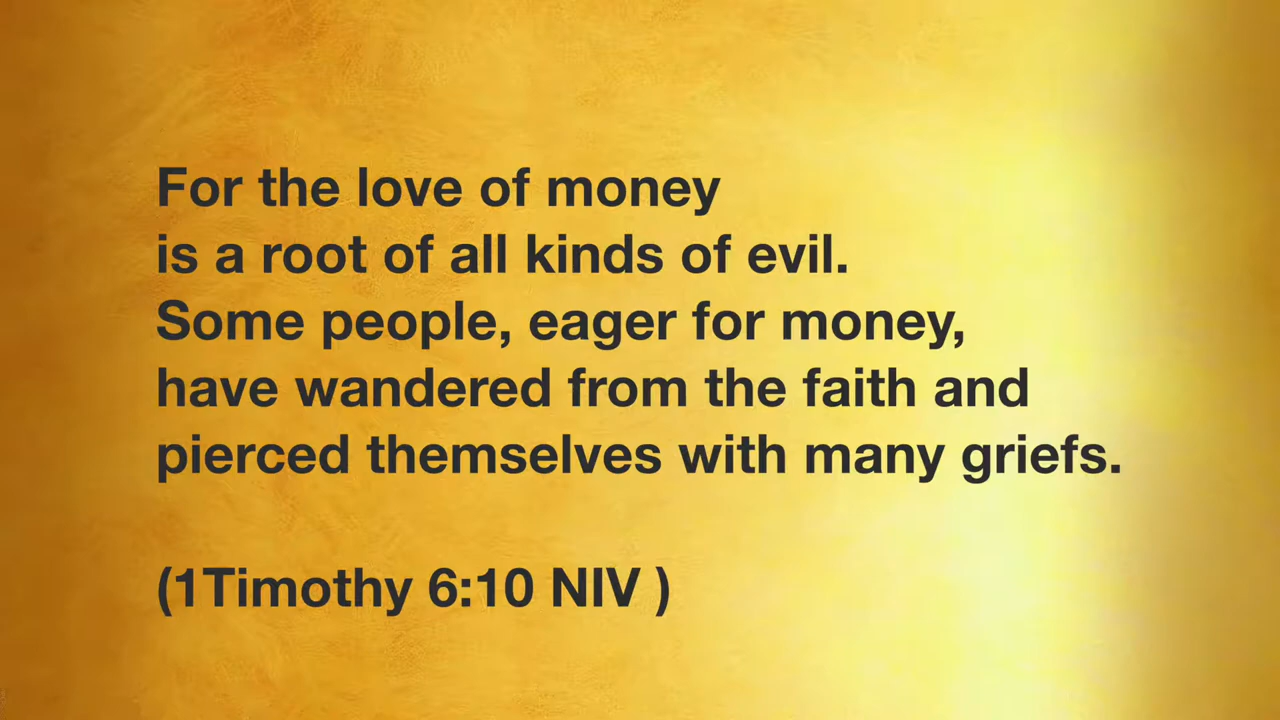 For the love of money
is a root of all kinds of evil.
Some people, eager for money,
have wandered from the faith and
pierced themselves with many griefs.
(1Timothy 6:10 NIV )